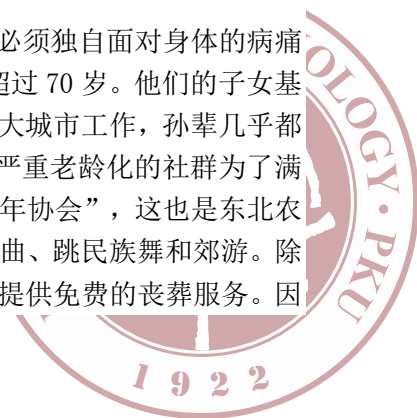 必须独自面对身体的病痛
超过 70 岁。他们的子女基
大城市工作，孙辈几乎都
严重老龄化的社群为了满
年协会”，这也是东北农
曲、跳民族舞和郊游。除
提供免费的丧葬服务。因
OLOGY · PKU
1922